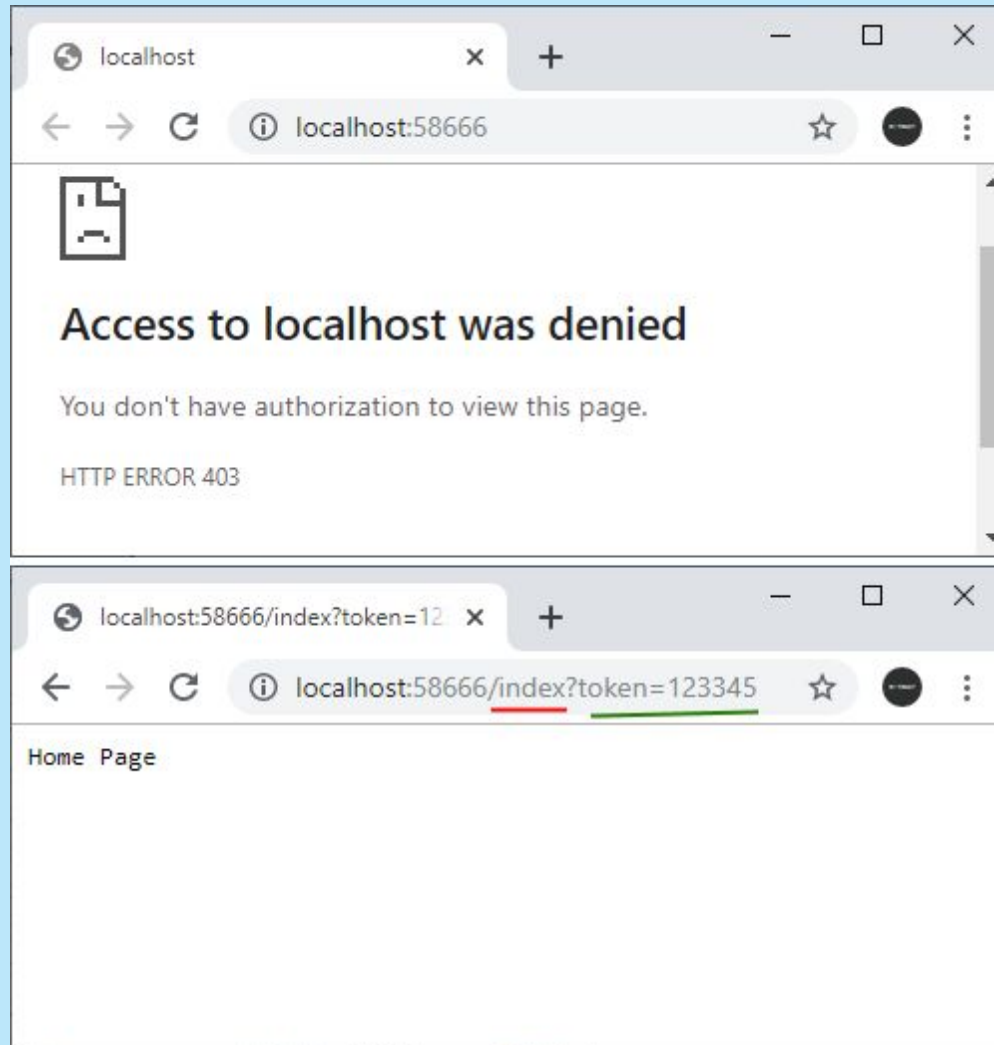 localhost
localhost:58666
Access to localhost was denied
You don't have authorization to view this page.
HTTP ERROR 403
localhost:58666/index?token=12
localhost:58666/index?token=123345
Home Page